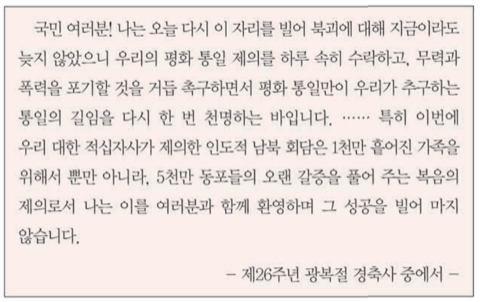 국민 여러분! 나는 오늘 다시 이 자리를 빌어 북괴에 대해 지금이라도
늦지 않았으니 우리의 평화 통일 제의를 하루 속히 수락하고, 무력과
폭력을 포기할 것을 거듭 촉구하면서 평화 통일만이 우리가 추구하는
통일의 길임을 다시 한 번 천명하는 바입니다. …… 특히 이번에
우리 대한 적십자사가 제의한 인도적 남북 회담은 1천만 흩어진 가족을
위해서 뿐만 아니라, 5천만 동포들의 오랜 갈증을 풀어 주는 복음의
제의로서 나는 이를 여러분과 함께 환영하며 그 성공을 빌어 마지
않습니다.
– 제26주년 광복절 경축사 중에서 –